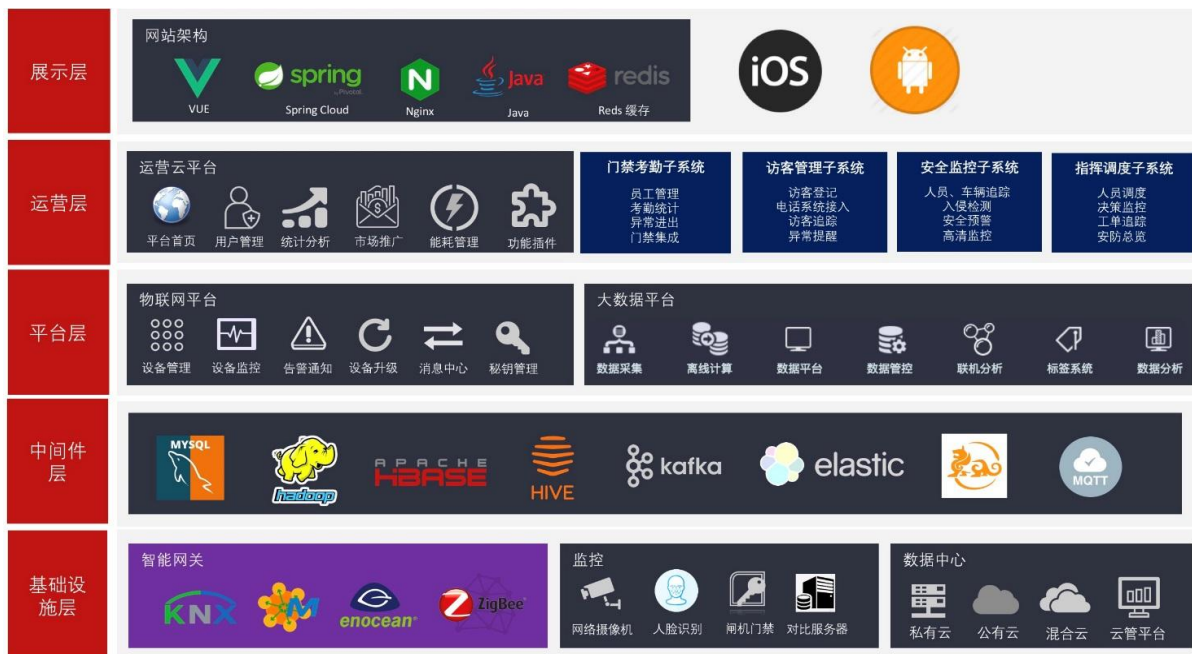 展示层
网站架构
spring
by Pivotal
N
Java
redis
iOS
VUE
Spring Cloud
Nginx
Java
Reds 缓存
运营层
运营云平台
平台首页
用户管理
统计分析
市场推广
能耗管理
功能插件
门禁考勤子系统
员工管理
考勤统计
异常进出
门禁集成
访客管理子系统
访客登记
电话系统接入
访客追踪
异常提醒
安全监控子系统
人员、车辆追踪
入侵检测
安全预警
高清监控
指挥调度子系统
人员调度
决策监控
工单追踪
安防总览
平台层
物联网平台
设备管理
设备监控
告警通知
设备升级
消息中心
秘钥管理
大数据平台
数据采集
离线计算
数据平台
数据管控
联机分析
标签系统
数据分析
中间件
层
MYSQL
hadoop
APACHE
HBASE
HIVE
kafka
elastic
MQTT
基础设
施层
智能网关
KNX
M
enocean®
ZigBee®
监控
网络摄像机
人脸识别
闸机门禁
对比服务器
数据中心
私有云
公有云
混合云
云管平台